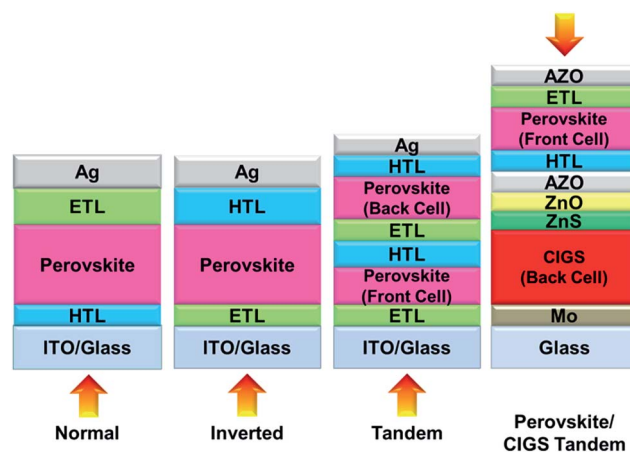 Ag
ETL
Perovskite
HTL
ITO/Glass
Normal
Ag
HTL
Perovskite
ETL
ITO/Glass
Inverted
Ag
HTL
Perovskite
(Back Cell)
ETL
HTL
Perovskite
(Front Cell)
ETL
ITO/Glass
Tandem
AZO
ETL
Perovskite
(Front Cell)
HTL
AZO
ZnO
ZnS
CIGS
(Back Cell)
Mo
Glass
Perovskite/
CIGS Tandem